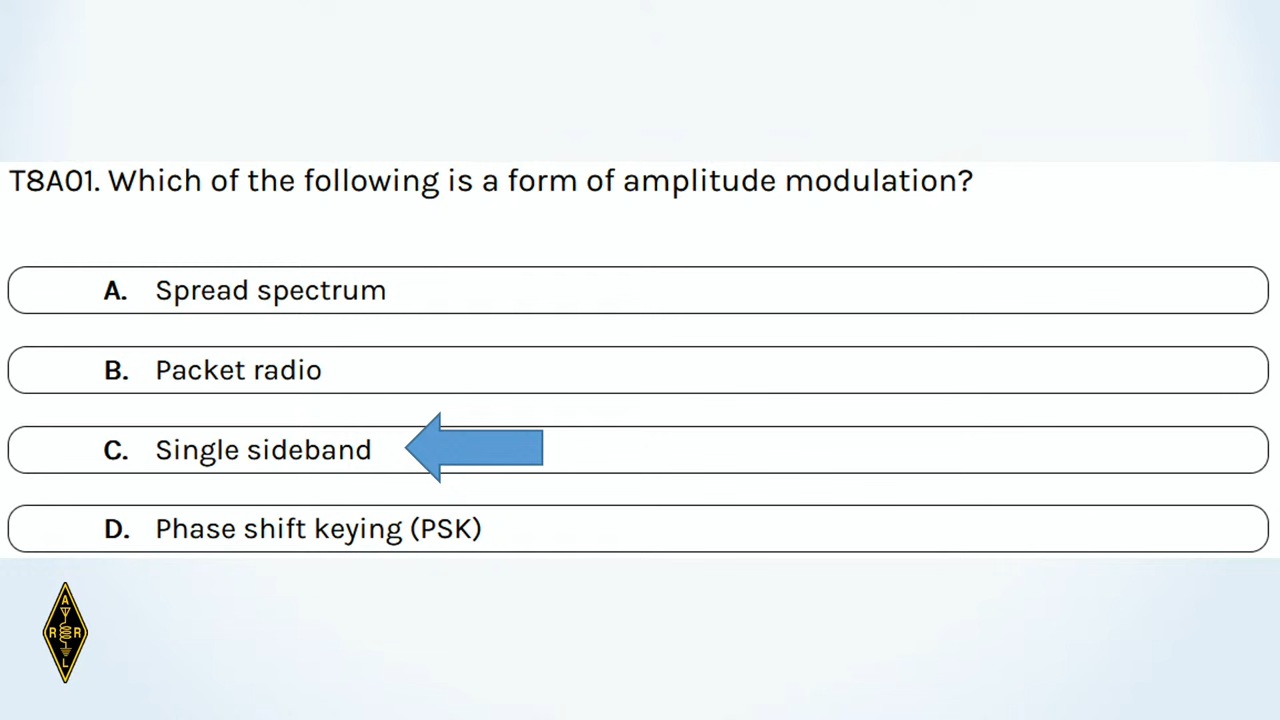 T8A01. Which of the following is a form of amplitude modulation?
A. Spread spectrum
B. Packet radio
C. Single sideband
D. Phase shift keying (PSK)
A
R R
L